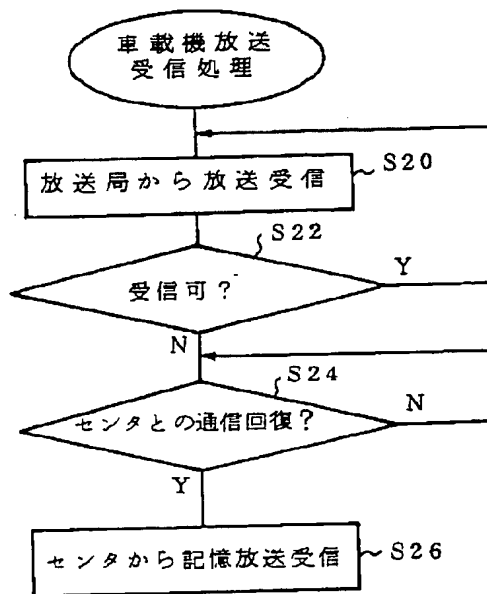 車載機放送
受信処理
放送局から放送受信
S20
S22
受信可?
Y
N
S24
センタとの通信回復?
N
Y
センタから記憶放送受信
S26